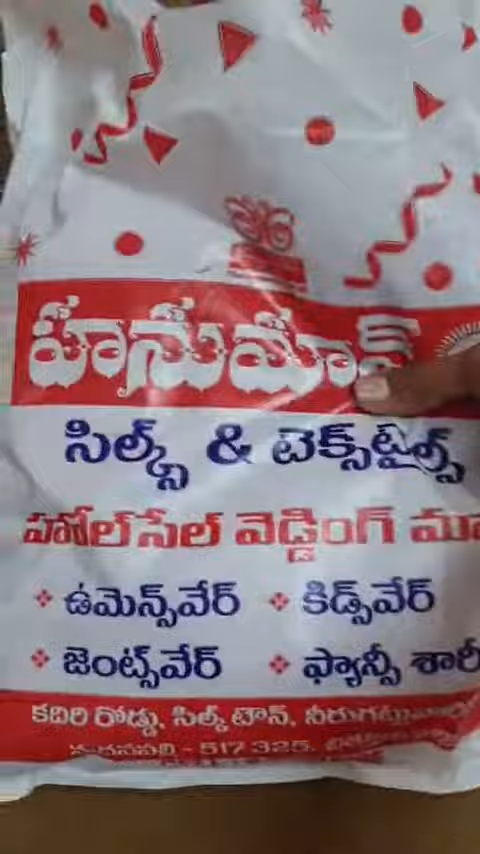 హనుమాన్
సిల్క్స్ & టెక్స్‌టైల్స్
హోల్‌సేల్ వెడ్డింగ్
ఉమెన్స్‌వేర్ కిడ్స్‌వేర్
జెంట్స్‌వేర్ ఫ్యాన్సీ శారీ
కదిరి రోడ్డు, సిల్క్ టౌన్,
- 517 325.